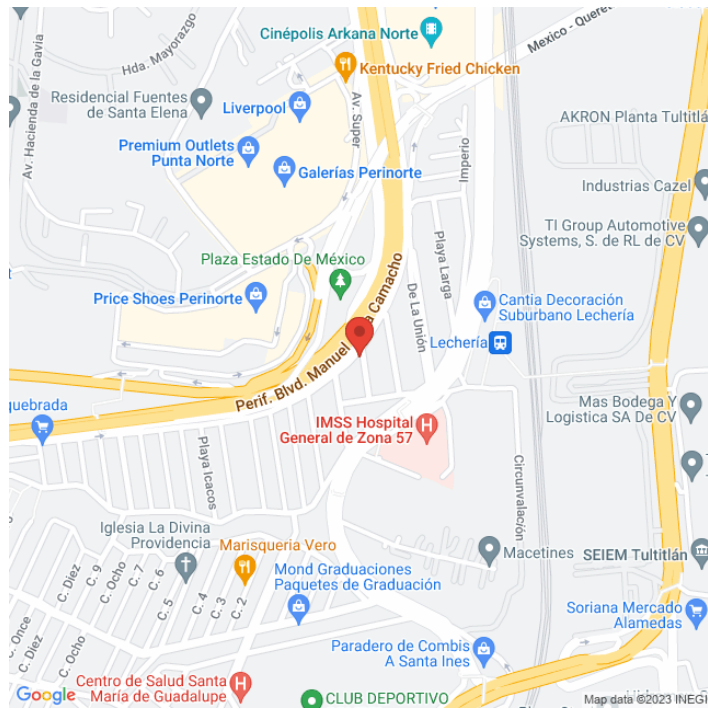 Cinépolis Arkana Norte
Mexico - Queret
Hda. Mayorazgo
Kentucky Fried Chicken
Av. Hacienda de la Gavia
Residencial Fuentes
de Santa Elena
Liverpool
Av. Super
AKRON Planta Tultitlá
Premium Outlets
Punta Norte
Galerías Perinorte
Imperio
Industrias Cazel
TI Group Automotive
Systems, S. de RL de CV
Playa Larga
Plaza Estado De México
De La Unión
Price Shoes Perinorte
Cantia Decoración
Suburbano Lechería
Lechería
Perif. Blvd. Manuel
a Camacho
quebrada
Mas Bodega Y
Logistica SA De CV
IMSS Hospital
General de Zona 57
Playa Icacos
Circunvalación
Iglesia La Divina
Providencia
Marisqueria Vero
Macetines
SEIEM Tultitlán
C. Diez
C. 9
C. Ocho
C. 7
C. 6
C. 5
C. 4
C. 3
C. 2
Mond Graduaciones
Paquetes de Graduación
C. Once
C. Diez
C. Ocho
Soriana Mercado
Alamedas
Paradero de Combis
A Santa Ines
Centro de Salud Santa
María de Guadalupe
Google
CLUB DEPORTIVO
Map data ©2023 INEGI